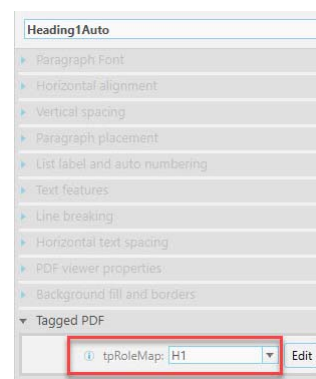 Heading1Auto
Paragraph Font
Horizontal alignment
Vertical spacing
Paragraph placement
List label and auto numbering
Text features
Line breaking
Horizontal text spacing
PDF viewer properties
Background fill and borders
Tagged PDF
tpRoleMap: H1 Edit